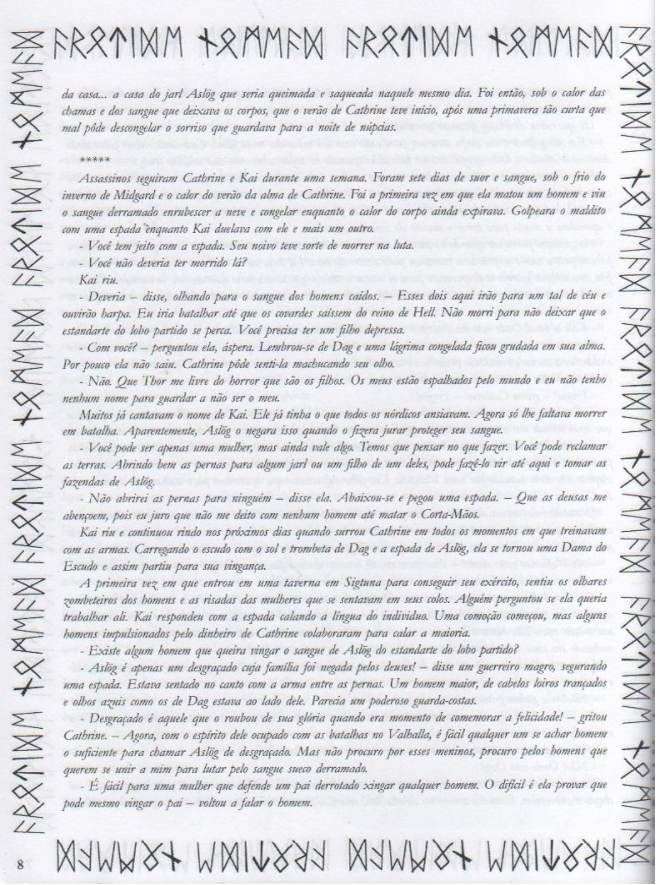 da casa... a casa do jarl Aslög que seria queimada e saqueada naquele mesmo dia. Foi então, sob o calor das
chamas e dos sangue que deixava os corpos, que o verão de Cathrine teve início, após uma primavera tão curta que
mal pôde descongelar o sorriso que guardava para a noite de núpcias.
*****
Assassinos seguiram Cathrine e Kai durante uma semana. Foram sete dias de suor e sangue, sob o frio do
inverno de Midgard e o calor do verão da alma de Cathrine. Foi a primeira vez em que ela matou um homem e viu
o sangue derramado enrubescer a neve e congelar enquanto o calor do corpo ainda expirava. Golpeara o maldito
com uma espada enquanto Kai duelava com ele e mais um outro.
- Você tem jeito com a espada. Seu noivo teve sorte de morrer na luta.
- Você não deveria ter morrido lá?
Kai riu.
- Deveria – disse, olhando para o sangue dos homens caídos. – Esses dois aqui irão para um tal de céu e
ouvirão harpa. Eu iria batalhar até que os covardes saíssem do reino de Hell. Não morri para não deixar que o
estandarte do lobo partido se perca. Você precisa ter um filho depressa.
- Com você? – perguntou ela, áspera. Lembrou-se de Dag e uma lágrima congelada ficou grudada em sua alma.
Por pouco ela não saiu. Cathrine pôde senti-la machucando seu olho.
- Não. Que Thor me livre do horror que são os filhos. Os meus estão espalhados pelo mundo e eu não tenho
nenhum nome para guardar a não ser o meu.
Muitos já cantavam o nome de Kai. Ele já tinha o que todos os nórdicos ansiavam. Agora só lhe faltava morrer
em batalha. Aparentemente, Aslög o negara isso quando o fizera jurar proteger seu sangue.
- Você pode ser apenas uma mulher, mas ainda vale algo. Temos que pensar no que fazer. Você pode reclamar
as terras. Abrindo bem as pernas para algum jarl ou um filho de um deles, pode fazê-lo vir até aqui e tomar as
fazendas de Aslög.
- Não abrirei as pernas para ninguém – disse ela. Abaixou-se e pegou uma espada. – Que as deusas me
abençoem, pois eu juro que não me deito com nenhum homem até matar o Corta-Mãos.
Kai riu e continuou rindo nos próximos dias quando surrou Cathrine em todos os momentos em que treinavam
com as armas. Carregando o escudo com o sol e trombeta de Dag e a espada de Aslög, ela se tornou uma Dama do
Escudo e assim partiu para sua vingança.
A primeira vez em que entrou em uma taverna em Sigtuna para conseguir seu exército, sentiu os olhares
zombeteiros dos homens e as risadas das mulheres que se sentavam em seus colos. Alguém perguntou se ela queria
trabalhar ali. Kai respondeu com a espada calando a língua do indivíduo. Uma comoção começou, mas alguns
homens impulsionados pelo dinheiro de Cathrine colaboraram para calar a maioria.
- Existe algum homem que queira vingar o sangue de Aslög do estandarte do lobo partido?
- Aslög é apenas um desgraçado cuja família foi negada pelos deuses! – disse um guerreiro magro, segurando
uma espada. Estava sentado no canto com a arma entre as pernas. Um homem maior, de cabelos loiros trançados
e olhos azuis como os de Dag estava ao lado dele. Parecia um poderoso guarda-costas.
- Desgraçado é aquele que o roubou de sua glória quando era momento de comemorar a felicidade! – gritou
Cathrine. – Agora, com o espírito dele ocupado com as batalhas no Valhalla, é fácil qualquer um se achar homem
o suficiente para chamar Aslög de desgraçado. Mas não procuro por esses meninos, procuro pelos homens que
querem se unir a mim para lutar pelo sangue sueco derramado.
- É fácil para uma mulher que defende um pai derrotado xingar qualquer homem. O difícil é ela provar que
pode mesmo vingar o pai – voltou a falar o homem.
8